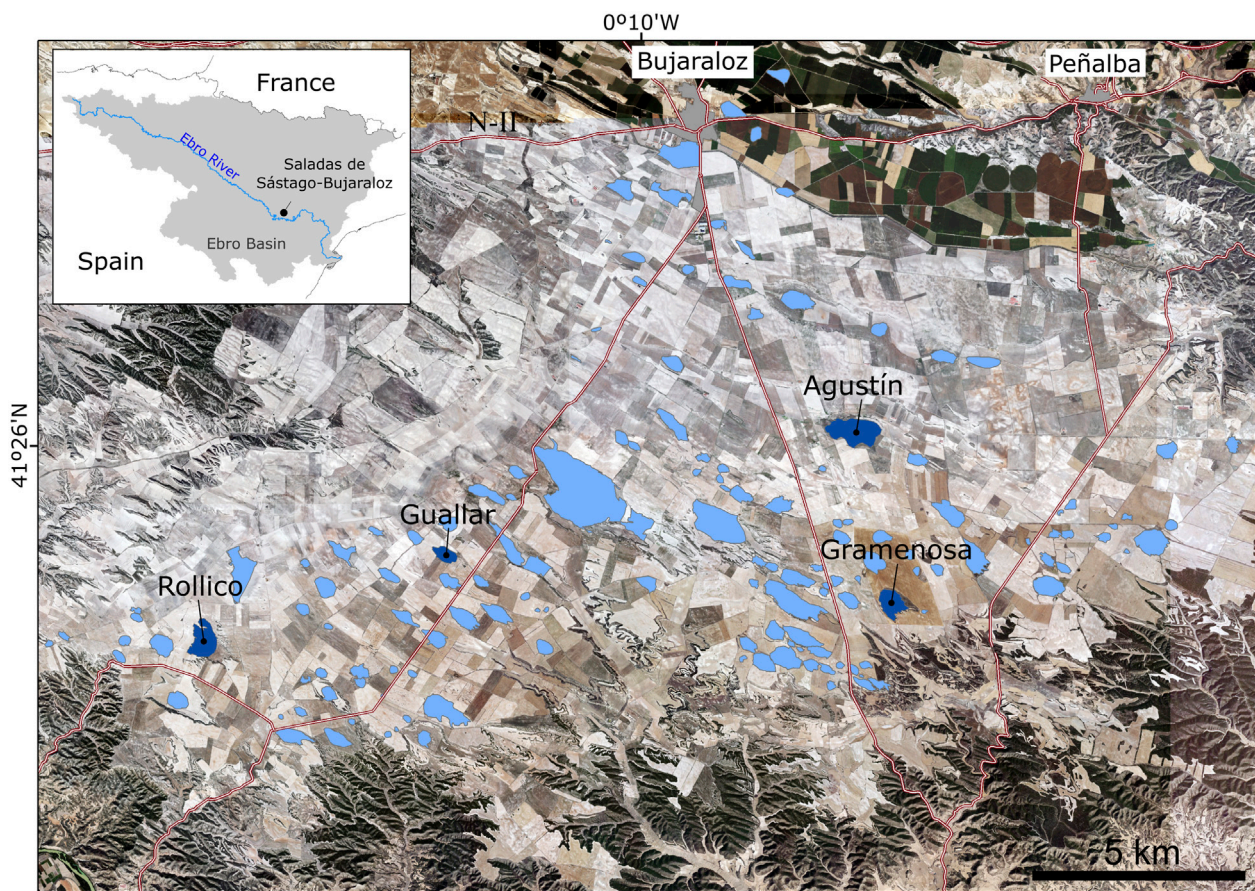 0º10'W
Bujaraloz
Peñalba
N-II
France
Ebro River
Saladas de
Sástago-Bujaraloz
Ebro Basin
Spain
41º26'N
Agustín
Guallar
Gramenosa
Rollico
5 km